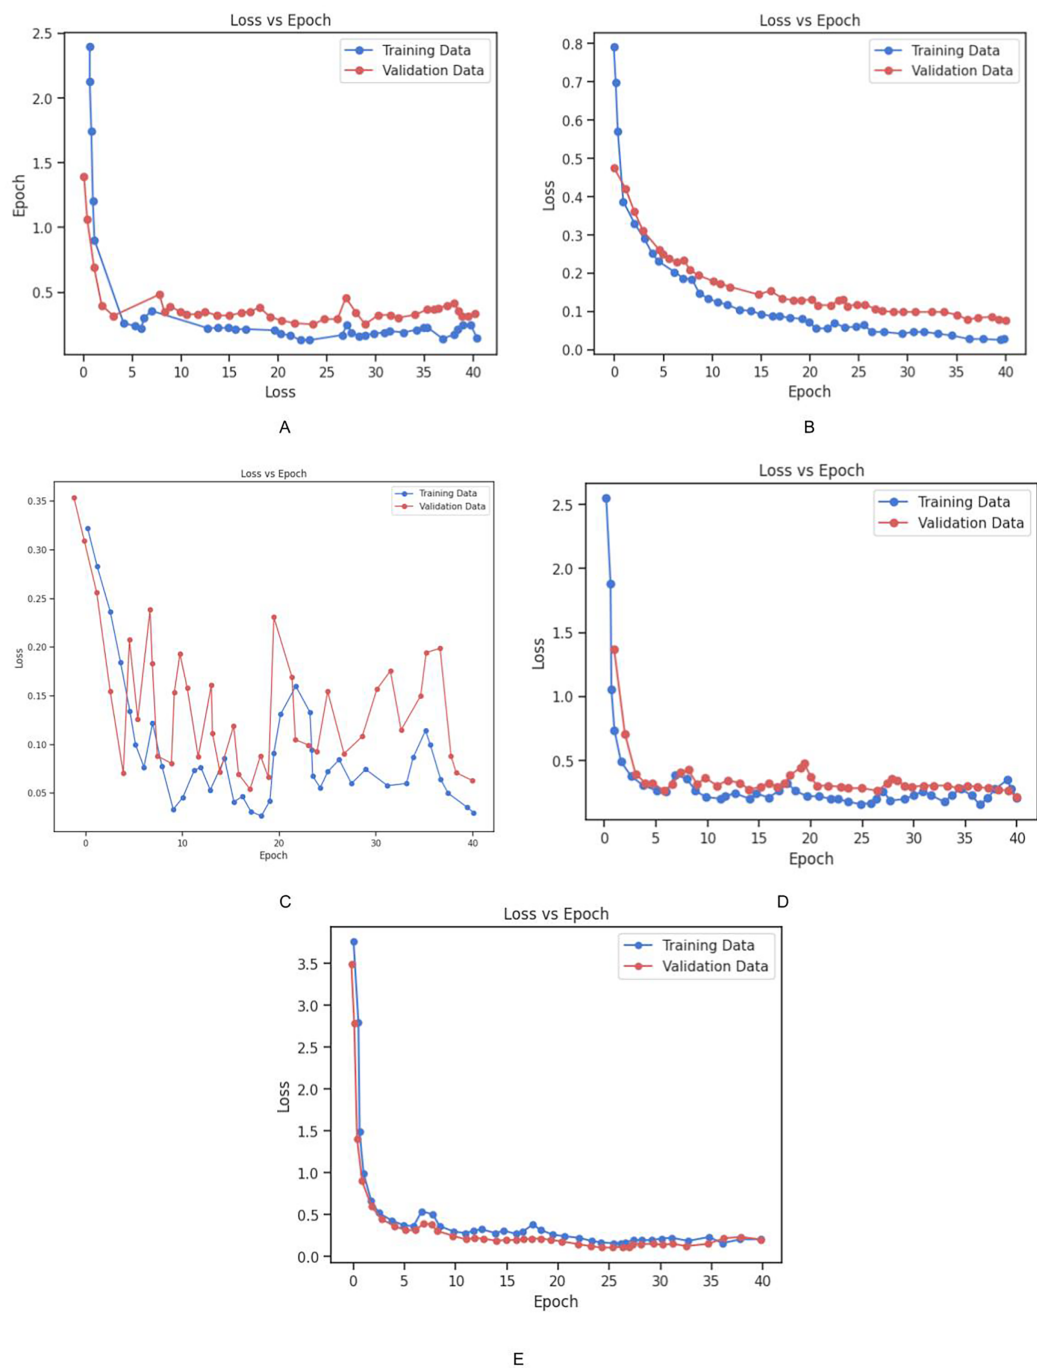 Loss vs Epoch
Training Data
Validation Data
2.5
2.0
1.5
1.0
0.5
Epoch
0 5 10 15 20 25 30 35 40
Loss
A
Loss vs Epoch
Training Data
Validation Data
0.8
0.7
0.6
0.5
0.4
0.3
0.2
0.1
0.0
Loss
0 5 10 15 20 25 30 35 40
Epoch
B
Loss vs Epoch
Training Data
Validation Data
0.35
0.30
0.25
0.20
0.15
0.10
0.05
Loss
0 10 20 30 40
Epoch
C
Loss vs Epoch
Training Data
Validation Data
2.5
2.0
1.5
1.0
0.5
Loss
0 5 10 15 20 25 30 35 40
Epoch
D
Loss vs Epoch
Training Data
Validation Data
3.5
3.0
2.5
2.0
1.5
1.0
0.5
0.0
Loss
0 5 10 15 20 25 30 35 40
Epoch
E